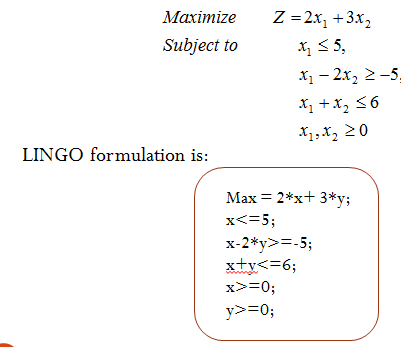 Maximize Z = 2x₁ + 3x₂
Subject to x₁ ≤ 5,
x₁ − 2x₂ ≥ −5,
x₁ + x₂ ≤ 6
x₁, x₂ ≥ 0
LINGO formulation is:
Max = 2*x+ 3*y;
x<=5;
x-2*y>=-5;
x+y<=6;
x>=0;
y>=0;